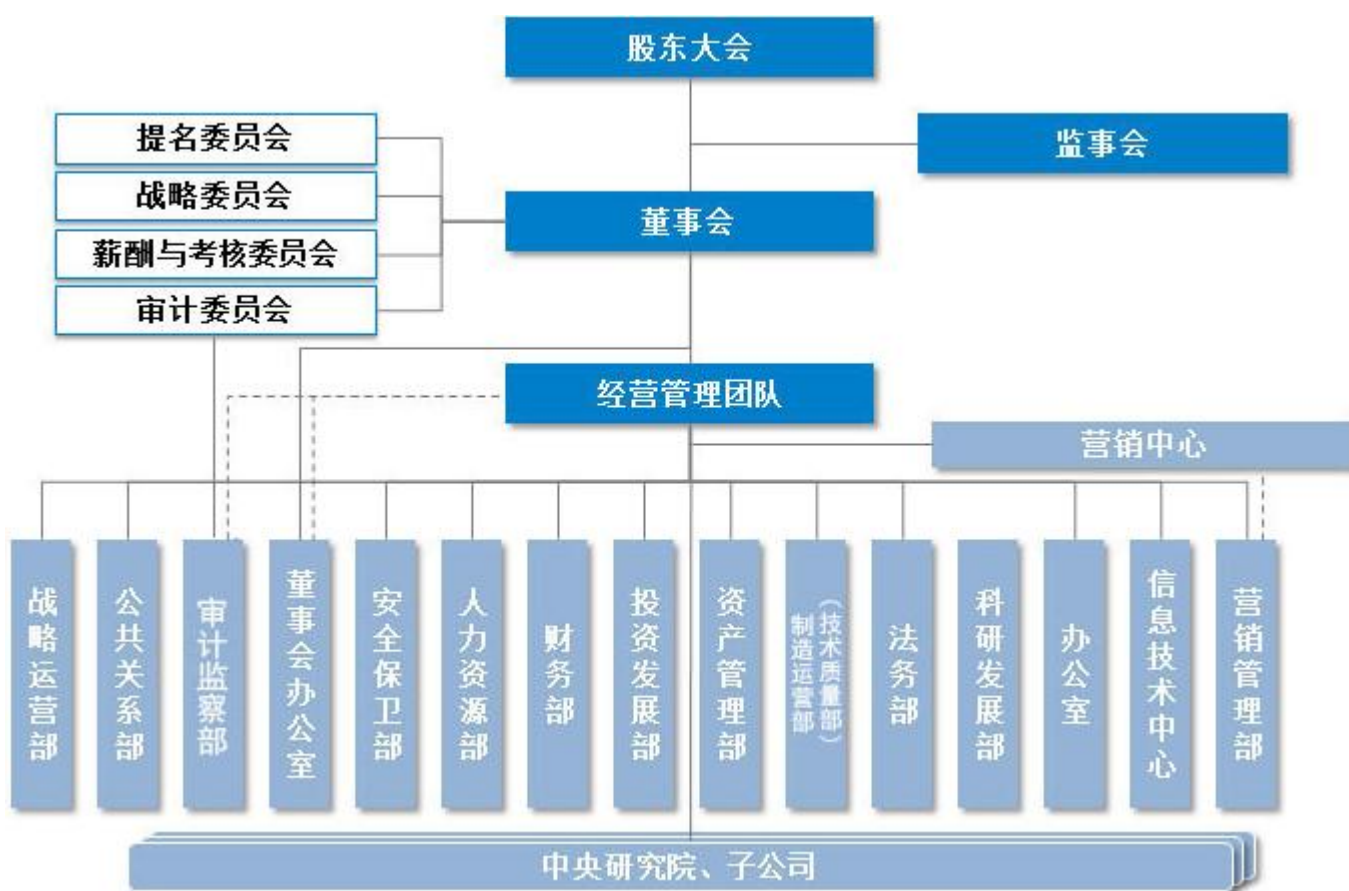 股东大会
提名委员会
监事会
战略委员会
董事会
薪酬与考核委员会
审计委员会
经营管理团队
营销中心
战略运营部
公共关系部
审计监察部
董事会办公室
安全保卫部
人力资源部
财务部
投资发展部
资产管理部
（技术质量部）
制造运营部
法务部
科研发展部
办公室
信息技术中心
营销管理部
中央研究院、子公司